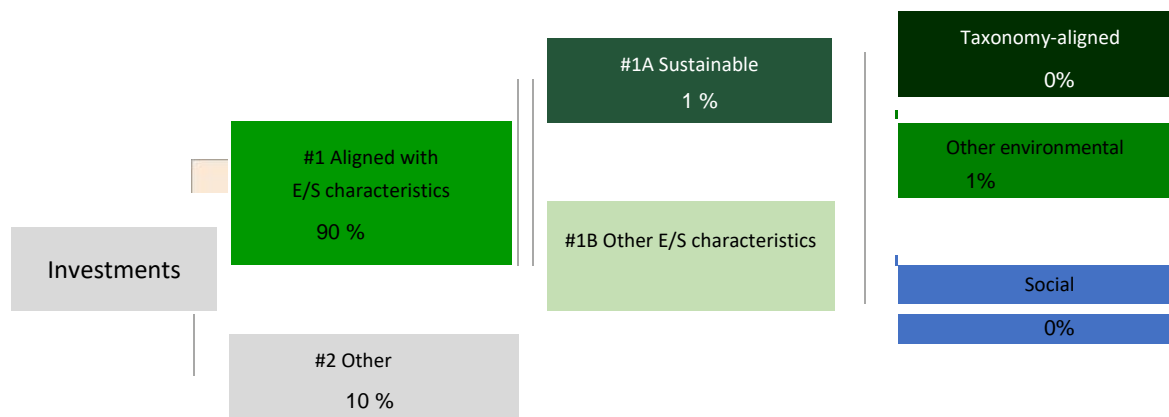 Investments
#1 Aligned with
E/S characteristics
90 %
#2 Other
10 %
#1A Sustainable
1 %
#1B Other E/S characteristics
Taxonomy-aligned
0%
Other environmental
1%
Social
0%